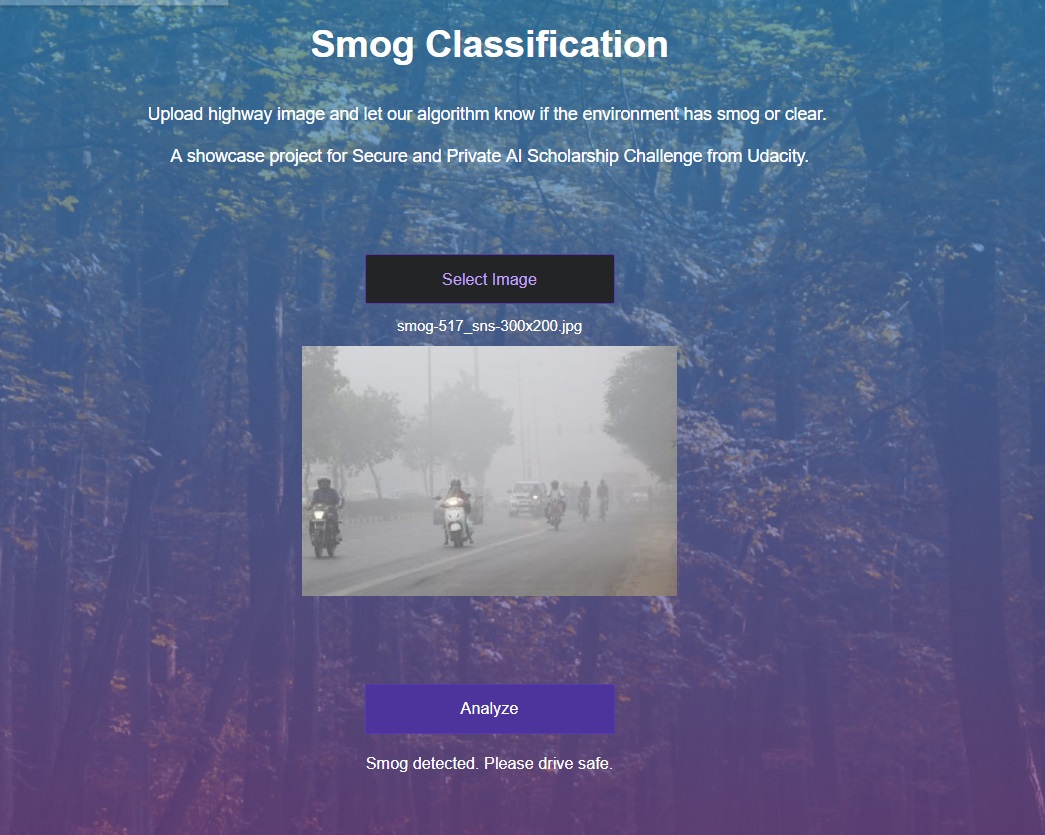 Smog Classification
Upload highway image and let our algorithm know if the environment has smog or clear.
A showcase project for Secure and Private AI Scholarship Challenge from Udacity.
Select Image
smog-517_sns-300x200.jpg
Analyze
Smog detected. Please drive safe.